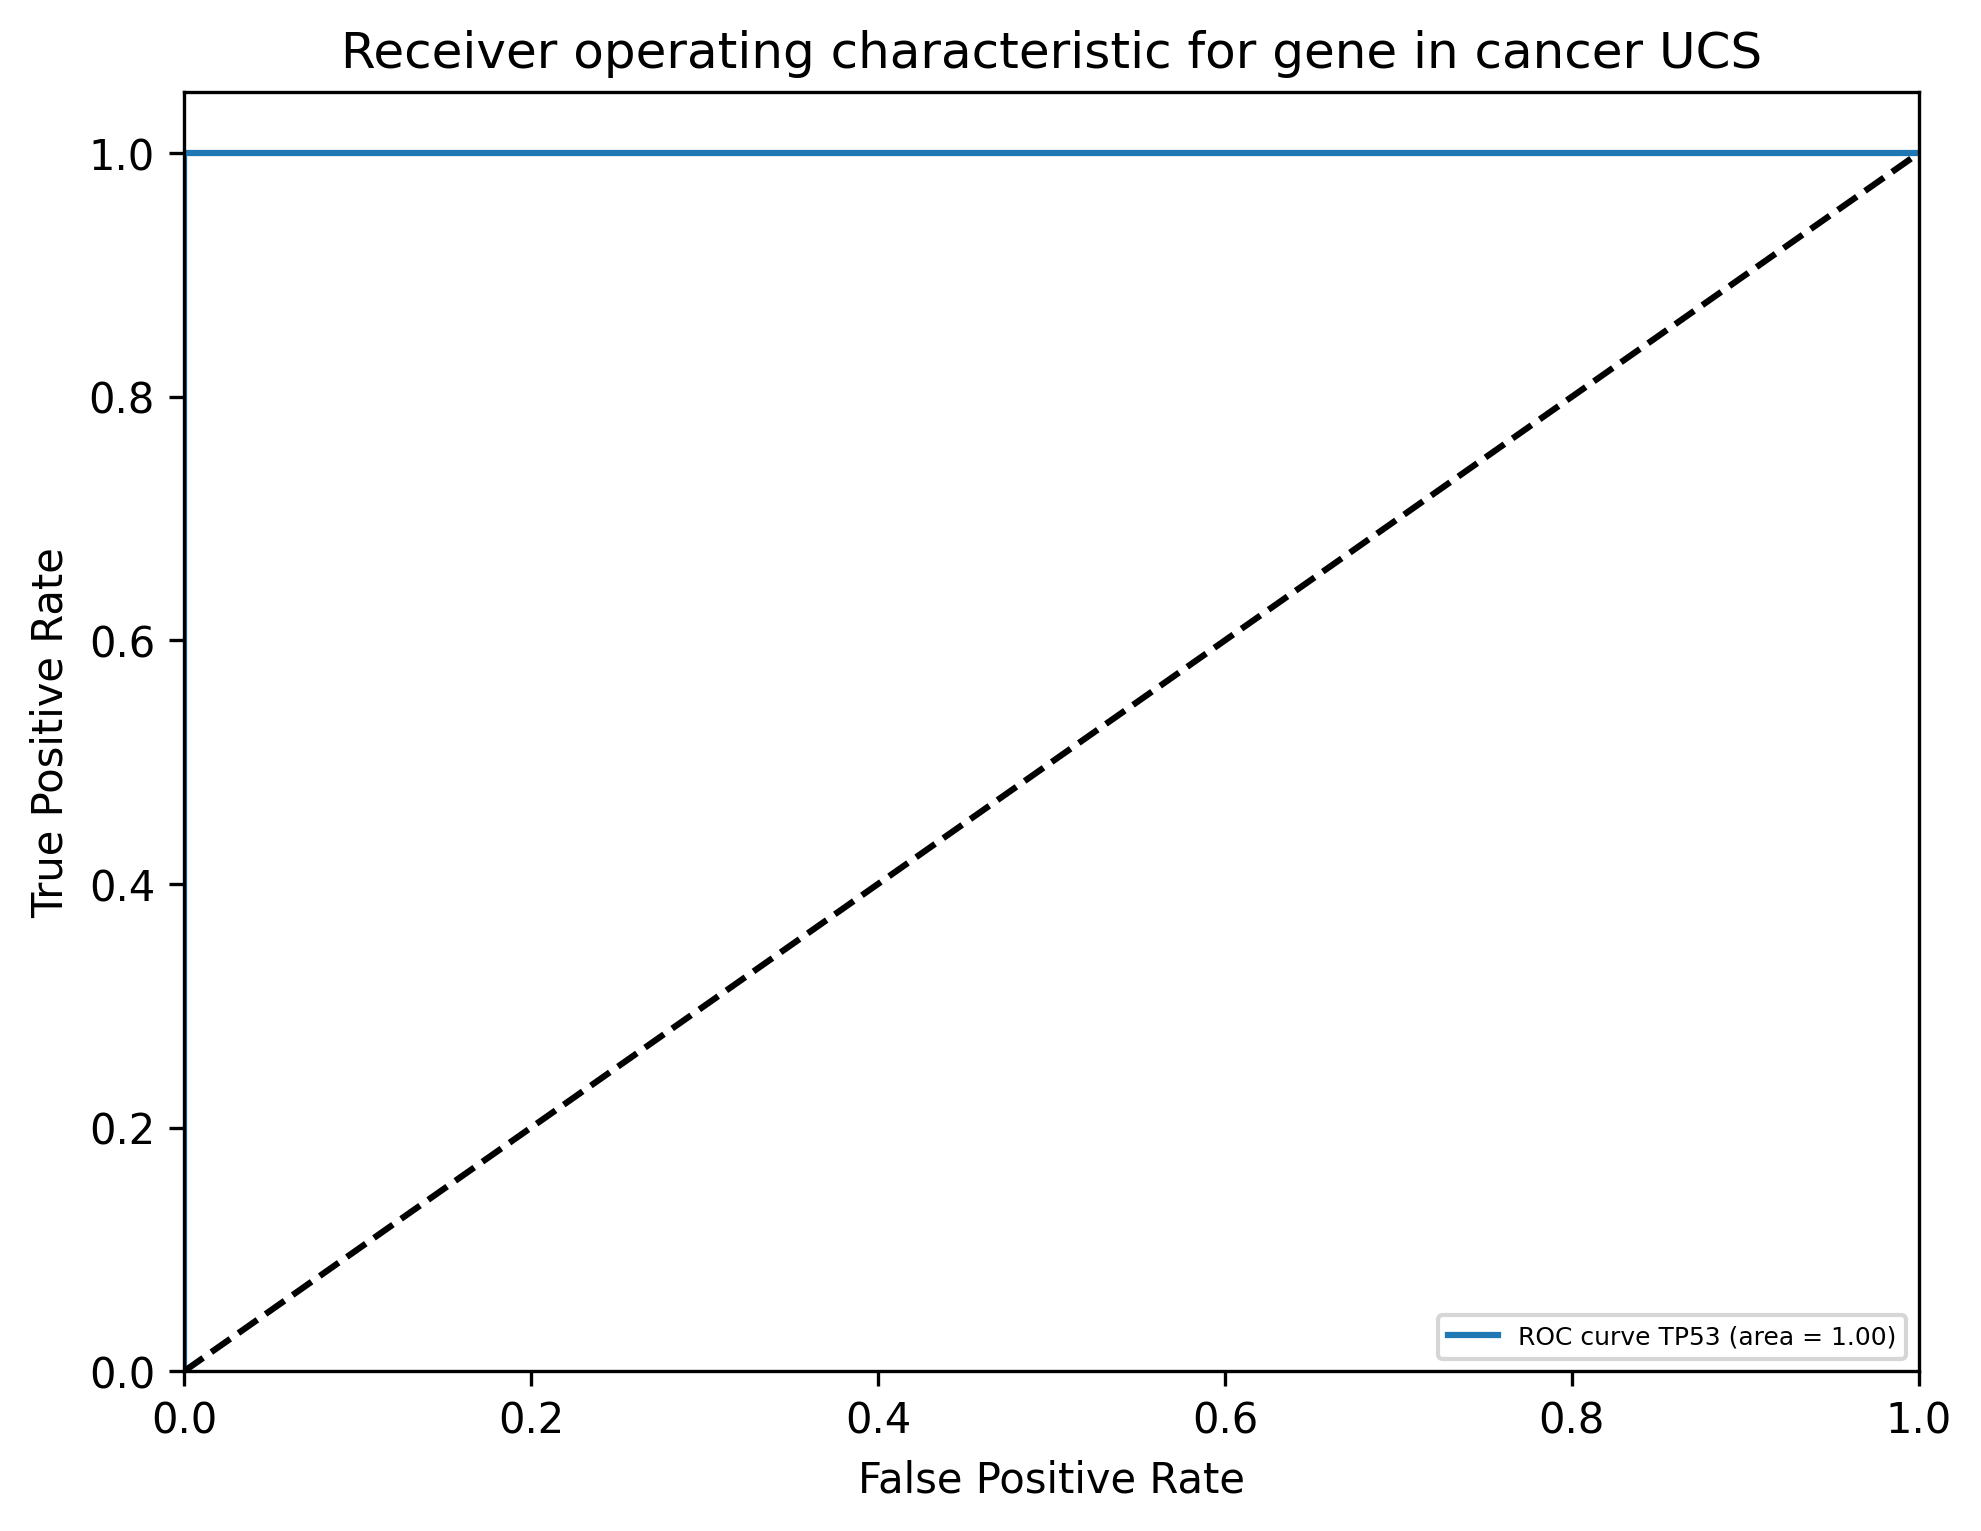 Receiver operating characteristic for gene in cancer UCS
True Positive Rate
1.0
0.8
0.6
0.4
0.2
0.0
ROC curve TP53 (area = 1.00)
0.0 0.2 0.4 0.6 0.8 1.0
False Positive Rate